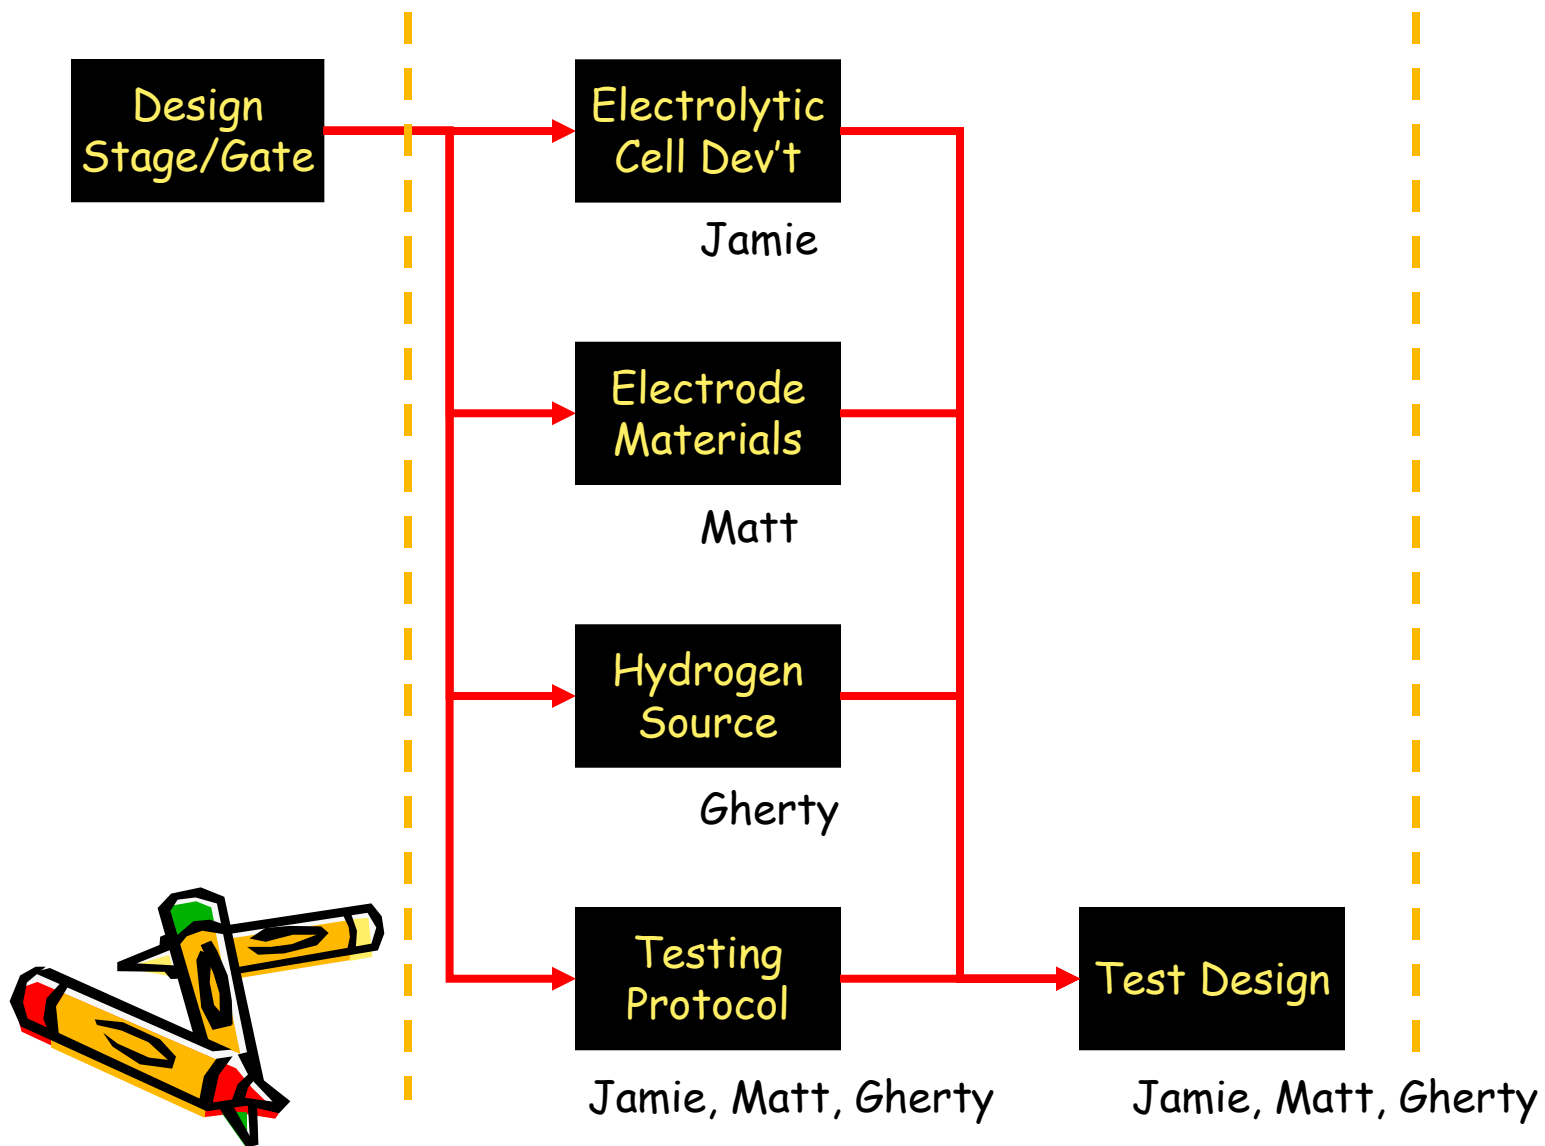 Design
Stage/Gate
Electrolytic
Cell Dev’t
Jamie
Electrode
Materials
Matt
Hydrogen
Source
Gherty
Testing
Protocol
Jamie, Matt, Gherty
Test Design
Jamie, Matt, Gherty